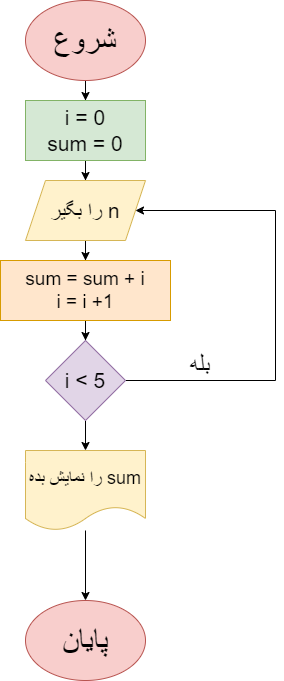 شروع
i = 0
sum = 0
n را بگیر
sum = sum + i
i = i +1
i < 5
بله
sum را نمایش بده
پایان